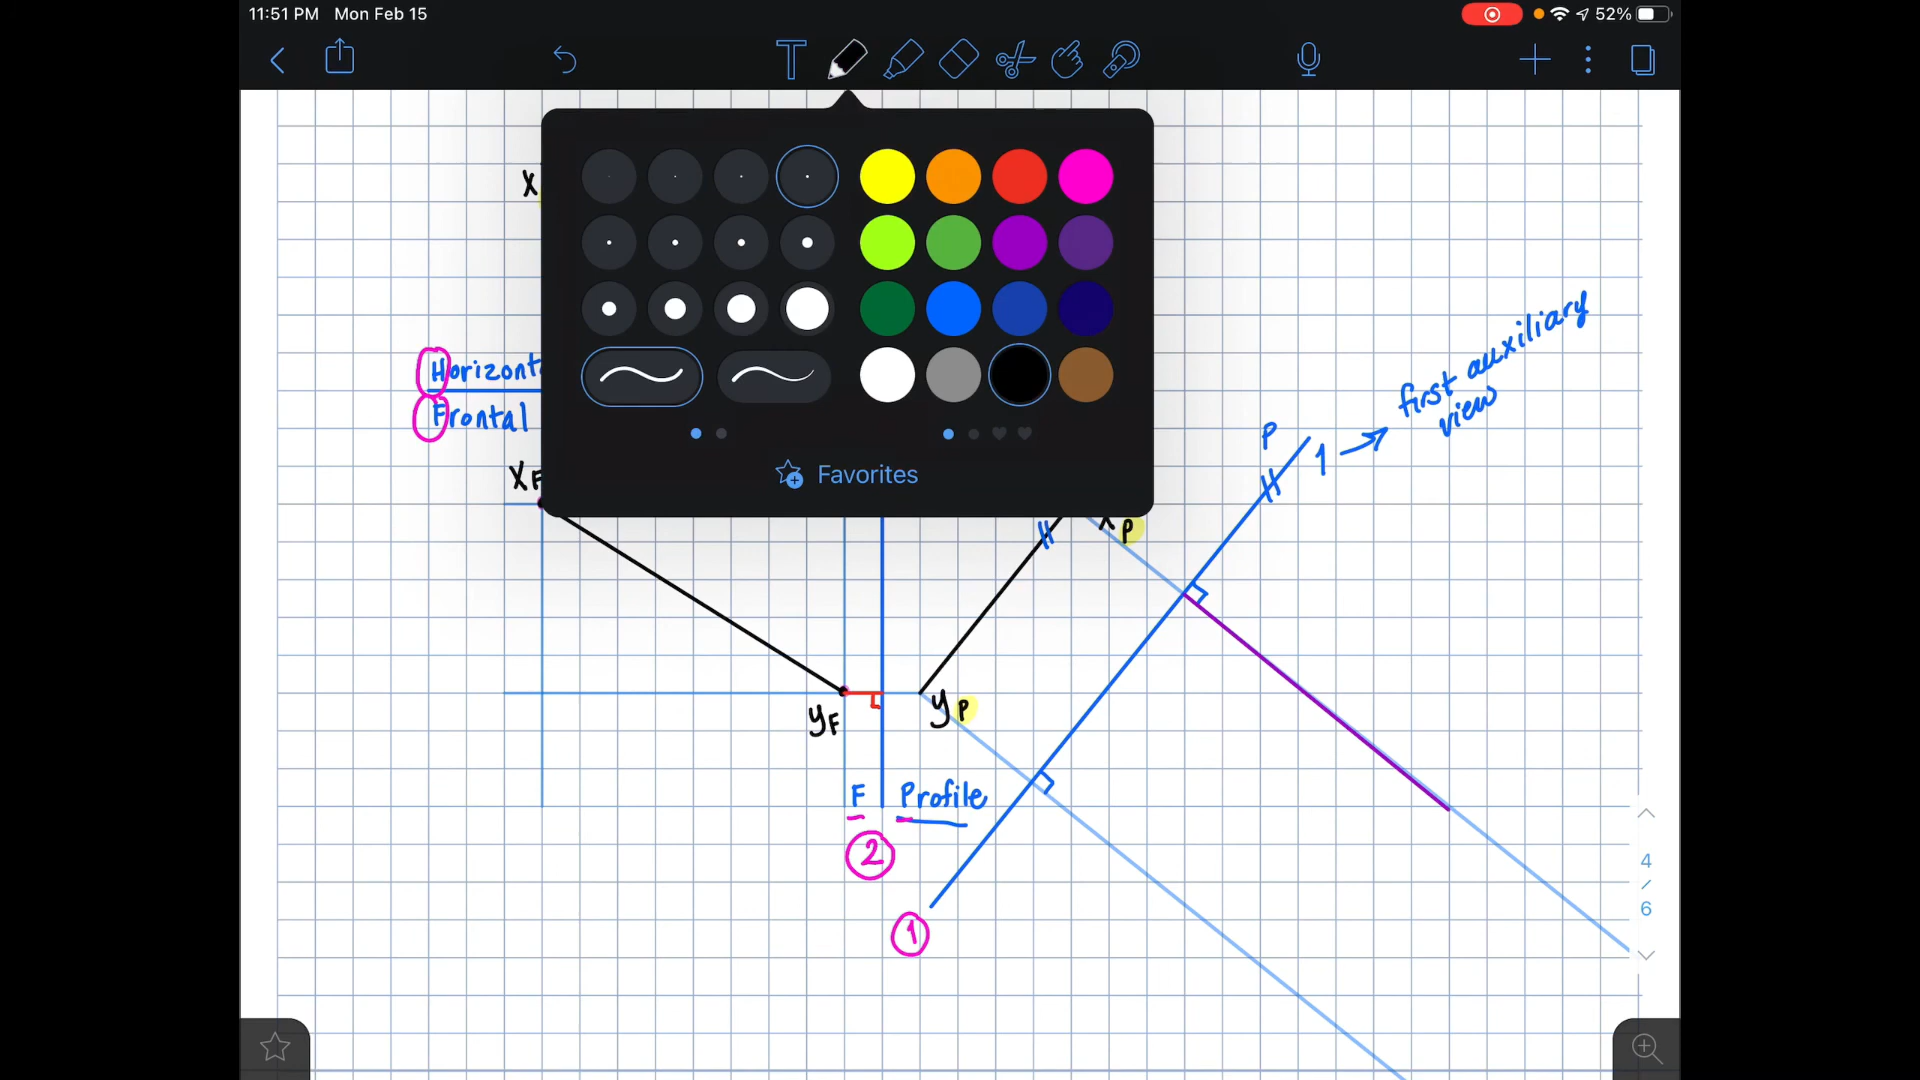 11:51 PM Mon Feb 15
52%
T
Favorites
X
Horizont
Frontal
XF
first auxiliary
view
P
1
H
H
XP
yF
yP
F Profile
2
1
4
/
6